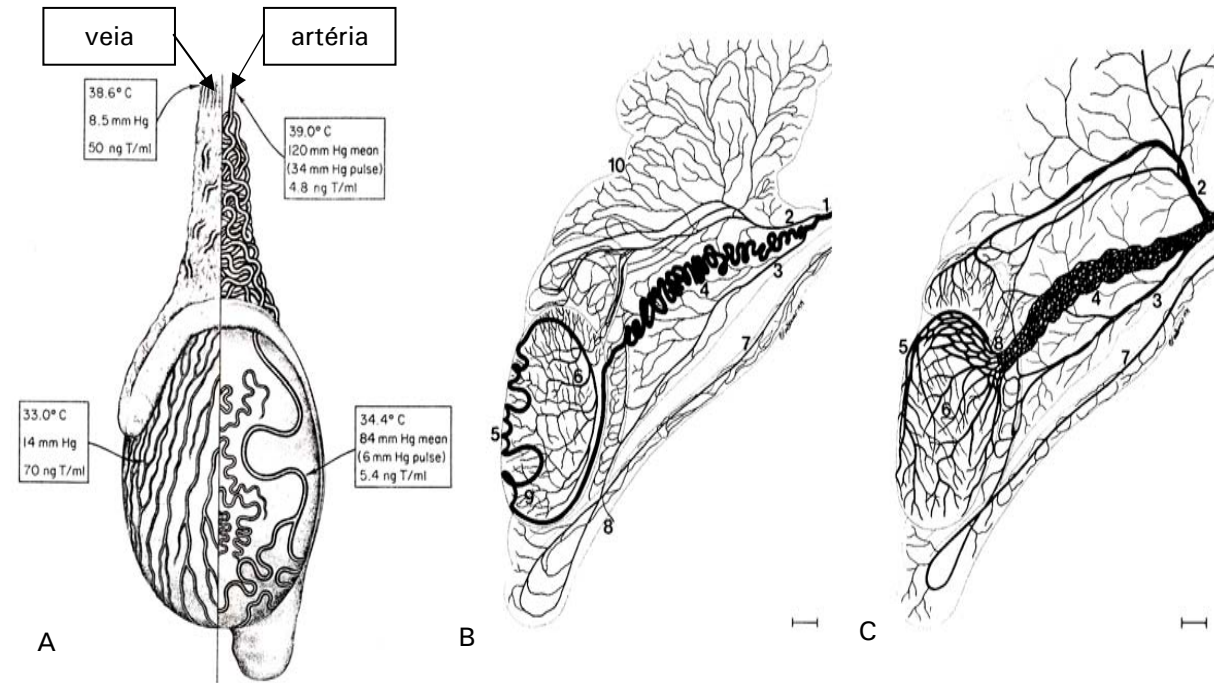 veia
artéria
38.6° C
8.5 mm Hg
50 ng T/ml
39.0° C
120 mm Hg mean
(34 mm Hg pulse)
4.8 ng T/ml
33.0° C
14 mm Hg
70 ng T/ml
34.4° C
84 mm Hg mean
(6 mm Hg pulse)
5.4 ng T/ml
A
10
1
2
3
4
6
7
5
9
8
B
2
4
3
8
5
7
6
C